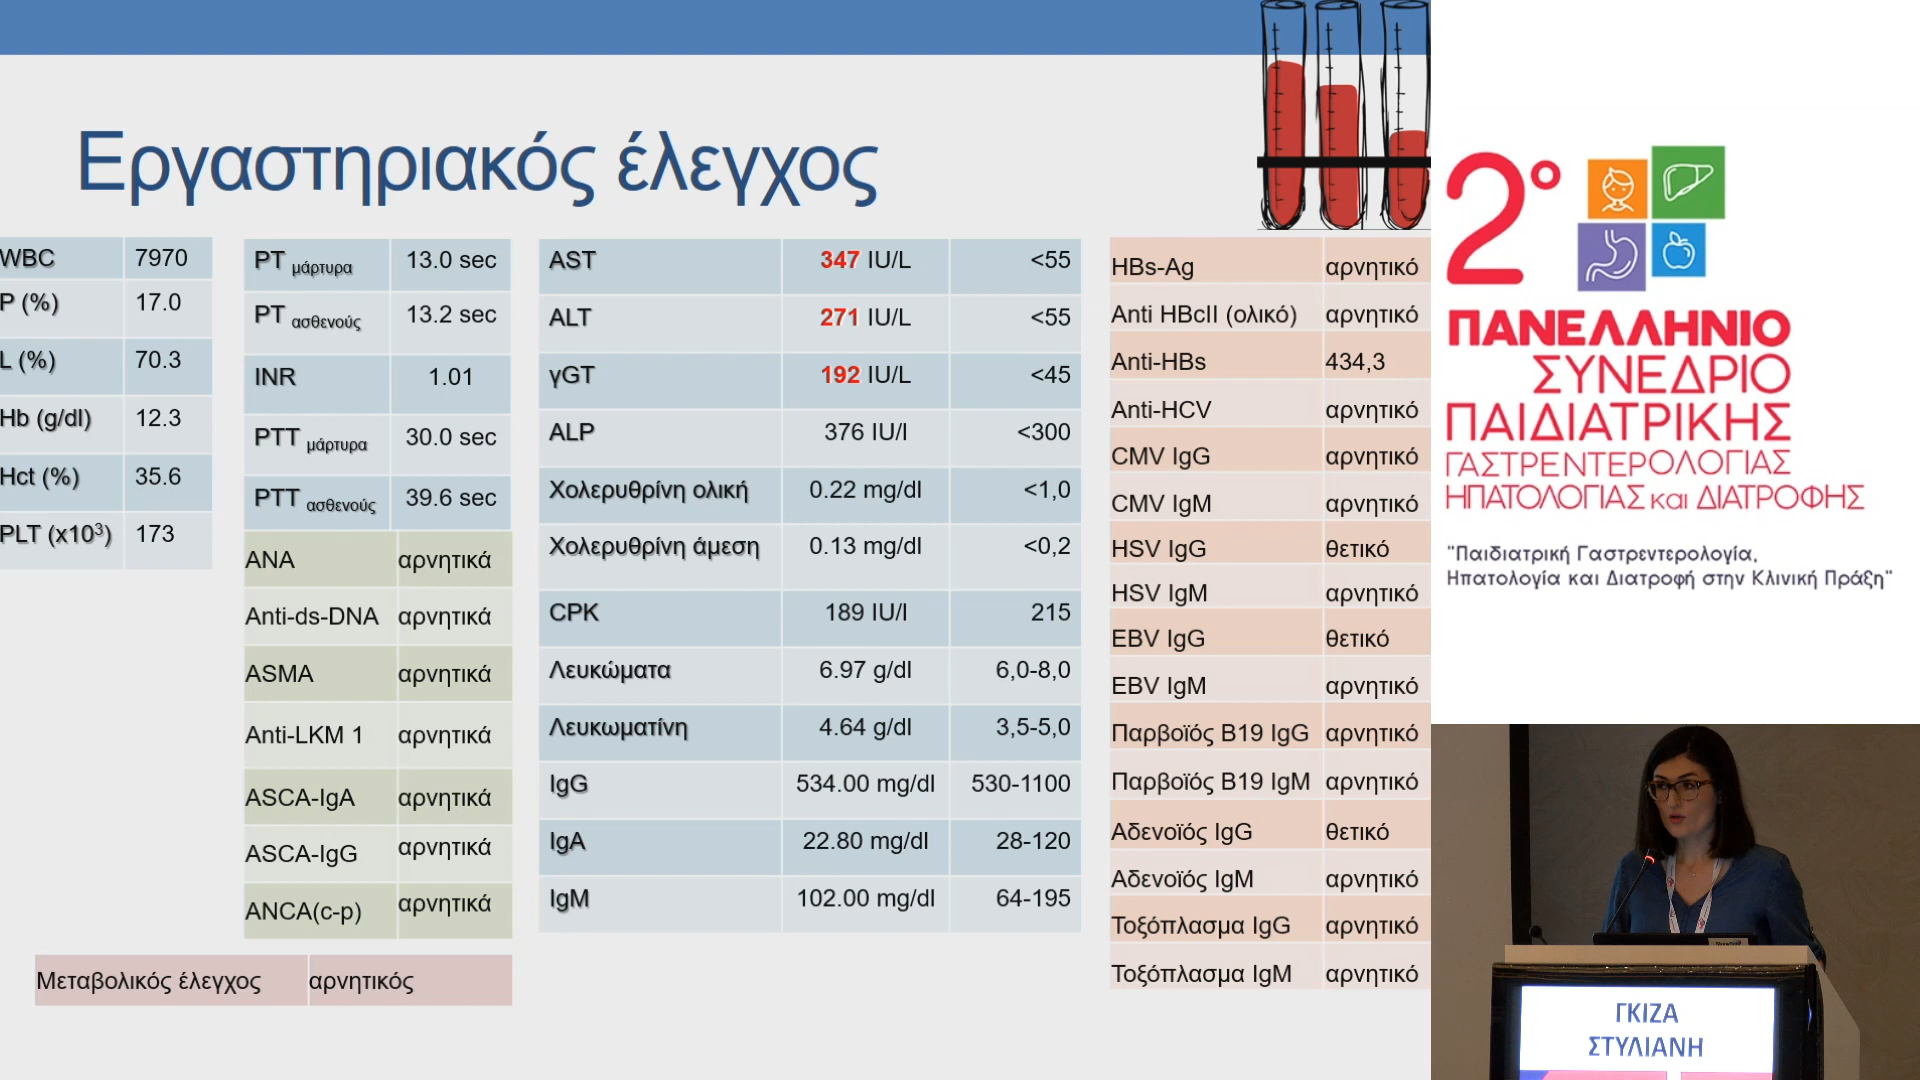 Εργαστηριακός έλεγχος
WBC 7970
P (%) 17.0
L (%) 70.3
Hb (g/dl) 12.3
Hct (%) 35.6
PLT (x10³) 173
PT μάρτυρα 13.0 sec
PT ασθενούς 13.2 sec
INR 1.01
PTT μάρτυρα 30.0 sec
PTT ασθενούς 39.6 sec
ANA αρνητικά
Anti-ds-DNA αρνητικά
ASMA αρνητικά
Anti-LKM 1 αρνητικά
ASCA-IgA αρνητικά
ASCA-IgG αρνητικά
ANCA(c-p) αρνητικά
Μεταβολικός έλεγχος αρνητικός
AST 347 IU/L <55
ALT 271 IU/L <55
γGT 192 IU/L <45
ALP 376 IU/l <300
Χολερυθρίνη ολική 0.22 mg/dl <1,0
Χολερυθρίνη άμεση 0.13 mg/dl <0,2
CPK 189 IU/l 215
Λευκώματα 6.97 g/dl 6,0-8,0
Λευκωματίνη 4.64 g/dl 3,5-5,0
IgG 534.00 mg/dl 530-1100
IgA 22.80 mg/dl 28-120
IgM 102.00 mg/dl 64-195
HBs-Ag αρνητικό
Anti HBcII (ολικό) αρνητικό
Anti-HBs 434,3
Anti-HCV αρνητικό
CMV IgG αρνητικό
CMV IgM αρνητικό
HSV IgG θετικό
HSV IgM αρνητικό
EBV IgG θετικό
EBV IgM αρνητικό
Παρβοϊός Β19 IgG αρνητικό
Παρβοϊός Β19 IgM αρνητικό
Αδενοϊός IgG θετικό
Αδενοϊός IgM αρνητικό
Τοξόπλασμα IgG αρνητικό
Τοξόπλασμα IgM αρνητικό
2ο
ΠΑΝΕΛΛΗΝΙΟ
ΣΥΝΕΔΡΙΟ
ΠΑΙΔΙΑΤΡΙΚΗΣ
ΓΑΣΤΡΕΝΤΕΡΟΛΟΓΙΑΣ
ΗΠΑΤΟΛΟΓΙΑΣ και ΔΙΑΤΡΟΦΗΣ
"Παιδιατρική Γαστρεντερολογία,
Ηπατολογία και Διατροφή στην Κλινική Πράξη"
ΓΚΙΖΑ
ΣΤΥΛΙΑΝΗ